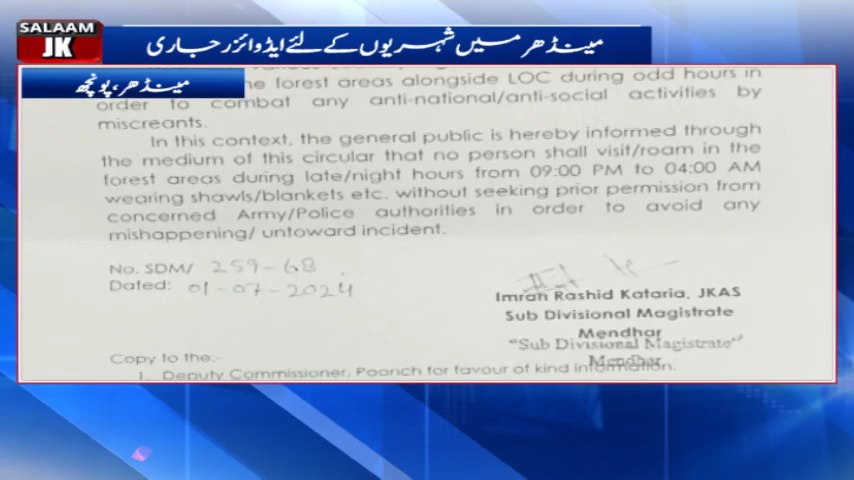 SALAAM
JK
مینڈھر میں شہریوں کے لئے ایڈوائزر جاری
مینڈھر، پونچھ
the forest areas alongside LOC during odd hours in
order to combat any anti-national/anti-social activities by
miscreants.
In this context, the general public is hereby informed through
the medium of this circular that no person shall visit/roam in the
forest areas during late/night hours from 09:00 PM to 04:00 AM
wearing shawls/blankets etc. without seeking prior permission from
concerned Army/Police authorities in order to avoid any
mishappening/ untoward incident.
No. SDM/ 259-68
Dated: 01-07-2024
Imran Rashid Kataria, JKAS
Sub Divisional Magistrate
Mendhar
"Sub Divisional Magistrate"
Mendhar
Copy to the:-
1. Deputy Commissioner, Poonch for favour of kind information.